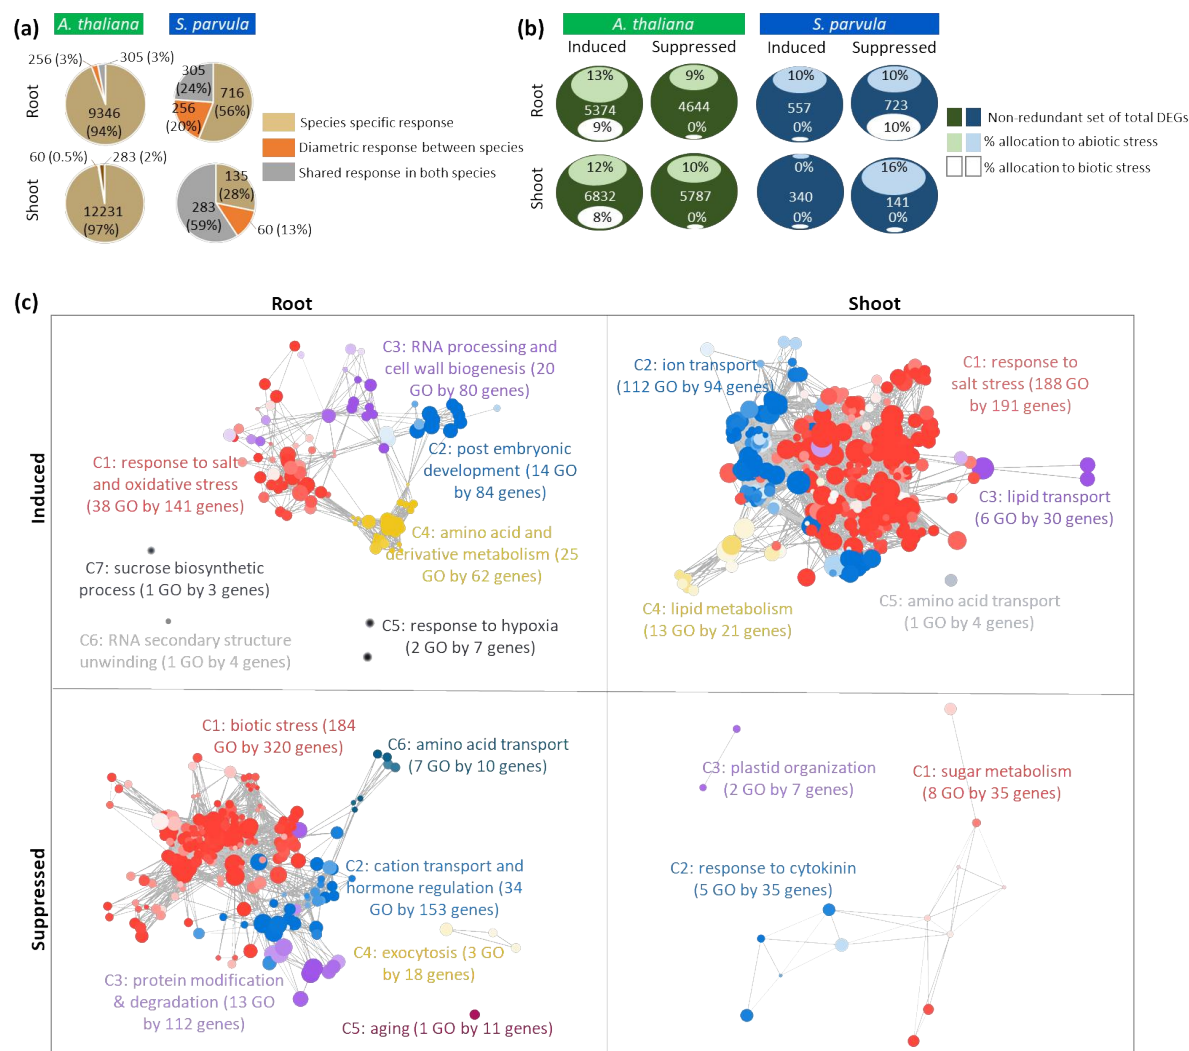 (a)
A. thaliana
S. parvula
256 (3%)
305 (3%)
9346
(94%)
305
(24%)
716
(56%)
256
(20%)
Root
60 (0.5%)
283 (2%)
12231
(97%)
135
(28%)
283
(59%)
60 (13%)
Shoot
Species specific response
Diametric response between species
Shared response in both species
(b)
A. thaliana
S. parvula
Induced
Suppressed
Induced
Suppressed
Root
13%
5374
9%
9%
4644
0%
10%
557
0%
10%
723
10%
Shoot
12%
6832
8%
10%
5787
0%
0%
340
0%
16%
141
0%
Non-redundant set of total DEGs
% allocation to abiotic stress
% allocation to biotic stress
(c)
Root
Shoot
Induced
C3: RNA processing and
cell wall biogenesis (20
GO by 80 genes)
C1: response to salt
and oxidative stress
(38 GO by 141 genes)
C2: post embryonic
development (14 GO
by 84 genes)
C4: amino acid and
derivative metabolism (25
GO by 62 genes)
C7: sucrose biosynthetic
process (1 GO by 3 genes)
C6: RNA secondary structure
unwinding (1 GO by 4 genes)
C5: response to hypoxia
(2 GO by 7 genes)
C2: ion transport
(112 GO by 94 genes)
C1: response to
salt stress (188 GO
by 191 genes)
C3: lipid transport
(6 GO by 30 genes)
C4: lipid metabolism
(13 GO by 21 genes)
C5: amino acid transport
(1 GO by 4 genes)
Suppressed
C1: biotic stress (184
GO by 320 genes)
C6: amino acid transport
(7 GO by 10 genes)
C2: cation transport and
hormone regulation (34
GO by 153 genes)
C4: exocytosis (3 GO
by 18 genes)
C3: protein modification
& degradation (13 GO
by 112 genes)
C5: aging (1 GO by 11 genes)
C3: plastid organization
(2 GO by 7 genes)
C1: sugar metabolism
(8 GO by 35 genes)
C2: response to cytokinin
(5 GO by 35 genes)